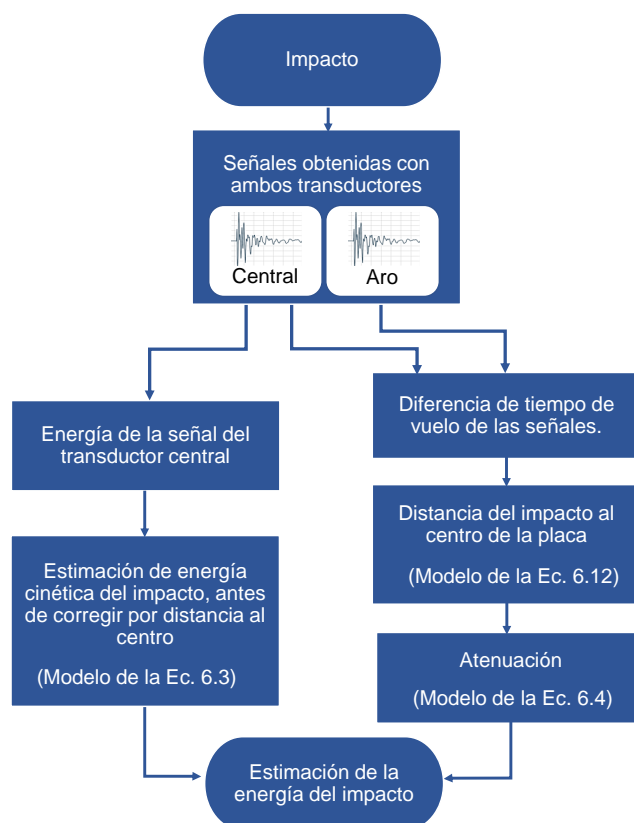 Impacto
Señales obtenidas con
ambos transductores
Central
Aro
Energía de la señal del
transductor central
Estimación de energía
cinética del impacto, antes
de corregir por distancia al
centro
(Modelo de la Ec. 6.3)
Diferencia de tiempo de
vuelo de las señales.
Distancia del impacto al
centro de la placa
(Modelo de la Ec. 6.12)
Atenuación
(Modelo de la Ec. 6.4)
Estimación de la
energía del impacto